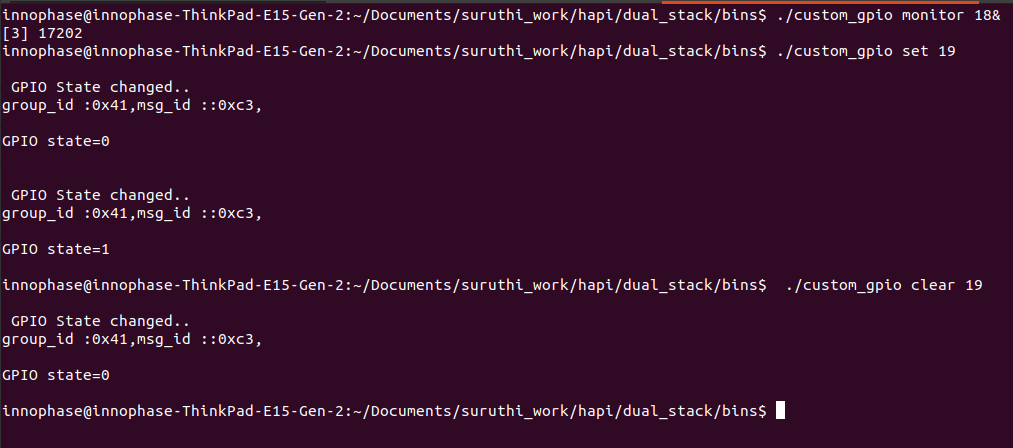 innophase@innophase-ThinkPad-E15-Gen-2:~/Documents/suruthi_work/hapi/dual_stack/bins$ ./custom_gpio monitor 18&
[3] 17202
innophase@innophase-ThinkPad-E15-Gen-2:~/Documents/suruthi_work/hapi/dual_stack/bins$ ./custom_gpio set 19
GPIO State changed..
group_id :0x41,msg_id ::0xc3,
GPIO state=0
GPIO State changed..
group_id :0x41,msg_id ::0xc3,
GPIO state=1
innophase@innophase-ThinkPad-E15-Gen-2:~/Documents/suruthi_work/hapi/dual_stack/bins$  ./custom_gpio clear 19
GPIO State changed..
group_id :0x41,msg_id ::0xc3,
GPIO state=0
innophase@innophase-ThinkPad-E15-Gen-2:~/Documents/suruthi_work/hapi/dual_stack/bins$